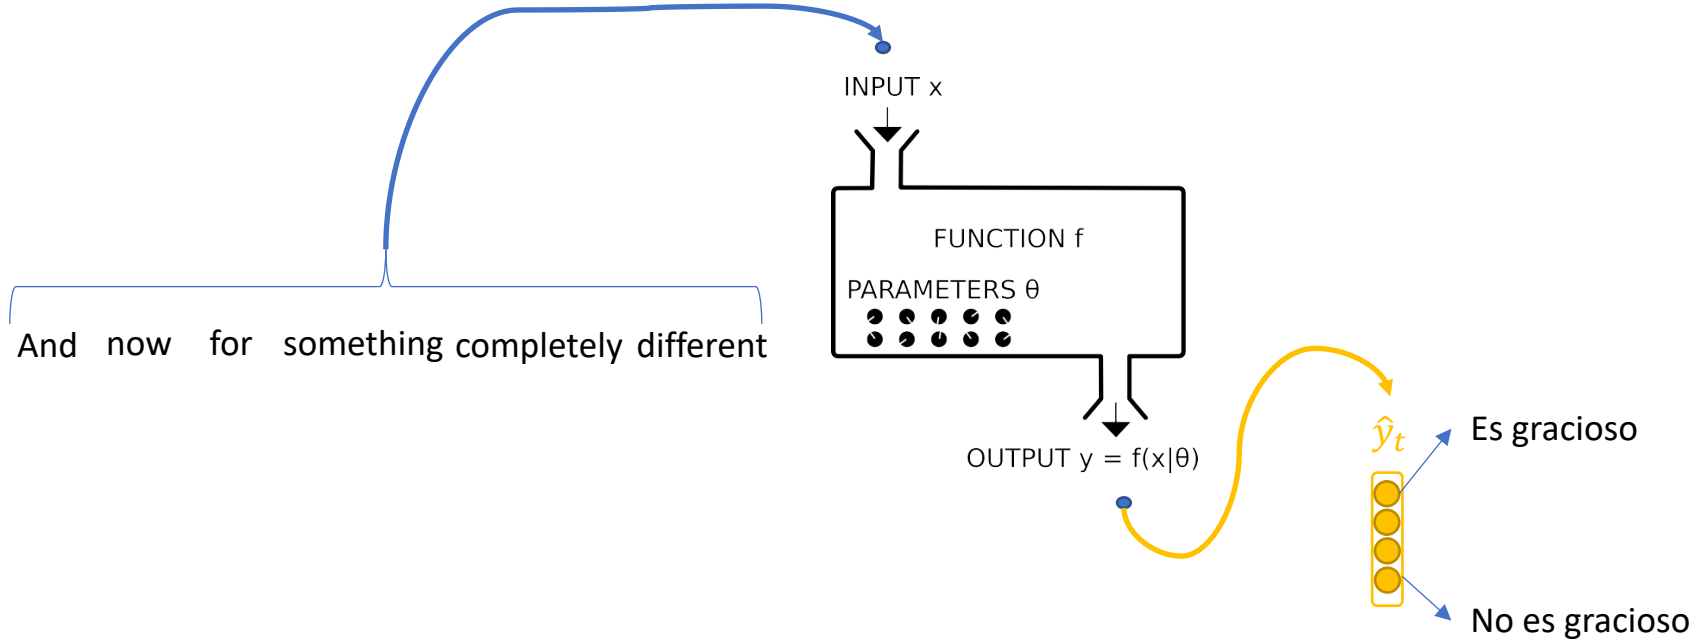 INPUT x
FUNCTION f
PARAMETERS θ
And now for something completely different
OUTPUT y = f(x|θ)
ŷₜ
Es gracioso
No es gracioso